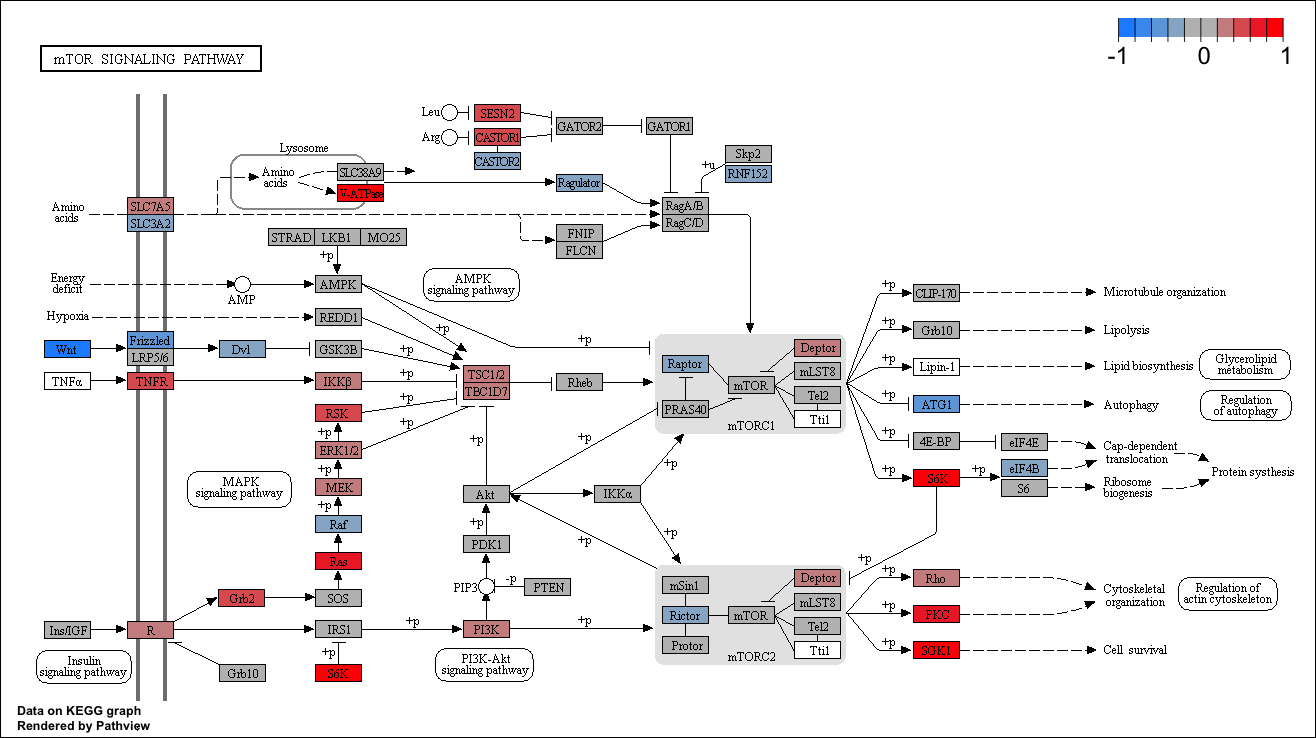 -1 0 1
mTOR SIGNALING PATHWAY
Leu
SESN2
GATOR2
GATOR1
Arg
CASTOR1
CASTOR2
Skp2
+u
RNF152
Lysosome
Amino
acids
SLC38A9
V-ATPase
Ragulator
Amino
acids
SLC7A5
SLC3A2
RagA/B
RagC/D
FNIP
FLCN
STRAD
LKB1
MO25
+p
Energy
deficit
AMP
AMPK
AMPK
signaling pathway
Hypoxia
REDD1
+p
+p
Wnt
Frizzled
LRP5/6
Dvl
GSK3B
+p
TNFα
TNFR
IKKβ
+p
TSC1/2
TBC1D7
Rheb
RSK
+p
+p
ERK1/2
+p
+p
MEK
+p
Raf
Ras
MAPK
signaling pathway
Grb2
SOS
Ins/IGF
R
IRS1
+p
+p
S6K
Grb10
Insulin
signaling pathway
PI3K
PI3K-Akt
signaling pathway
PIP3
-p
PTEN
PDK1
+p
Akt
+p
IKKα
+p
+p
+p
+p
Raptor
PRAS40
mTOR
Deptor
mLST8
Tel2
Tti1
mTORC1
+p
CLIP-170
Microtubule organization
+p
Grb10
Lipolysis
+p
Lipin-1
Lipid biosynthesis
Glycerolipid
metabolism
+p
ATG1
Autophagy
Regulation
of autophagy
+p
4E-BP
eIF4E
Cap-dependent
translocation
+p
S6K
+p
eIF4B
S6
Ribosome
biogenesis
Protein systhesis
+p
mSin1
Rictor
Protor
mTOR
Deptor
mLST8
Tel2
Tti1
mTORC2
+p
Rho
+p
PKC
Cytoskeletal
organization
Regulation of
actin cytoskeleton
+p
SGK1
Cell survival
Data on KEGG graph
Rendered by Pathview